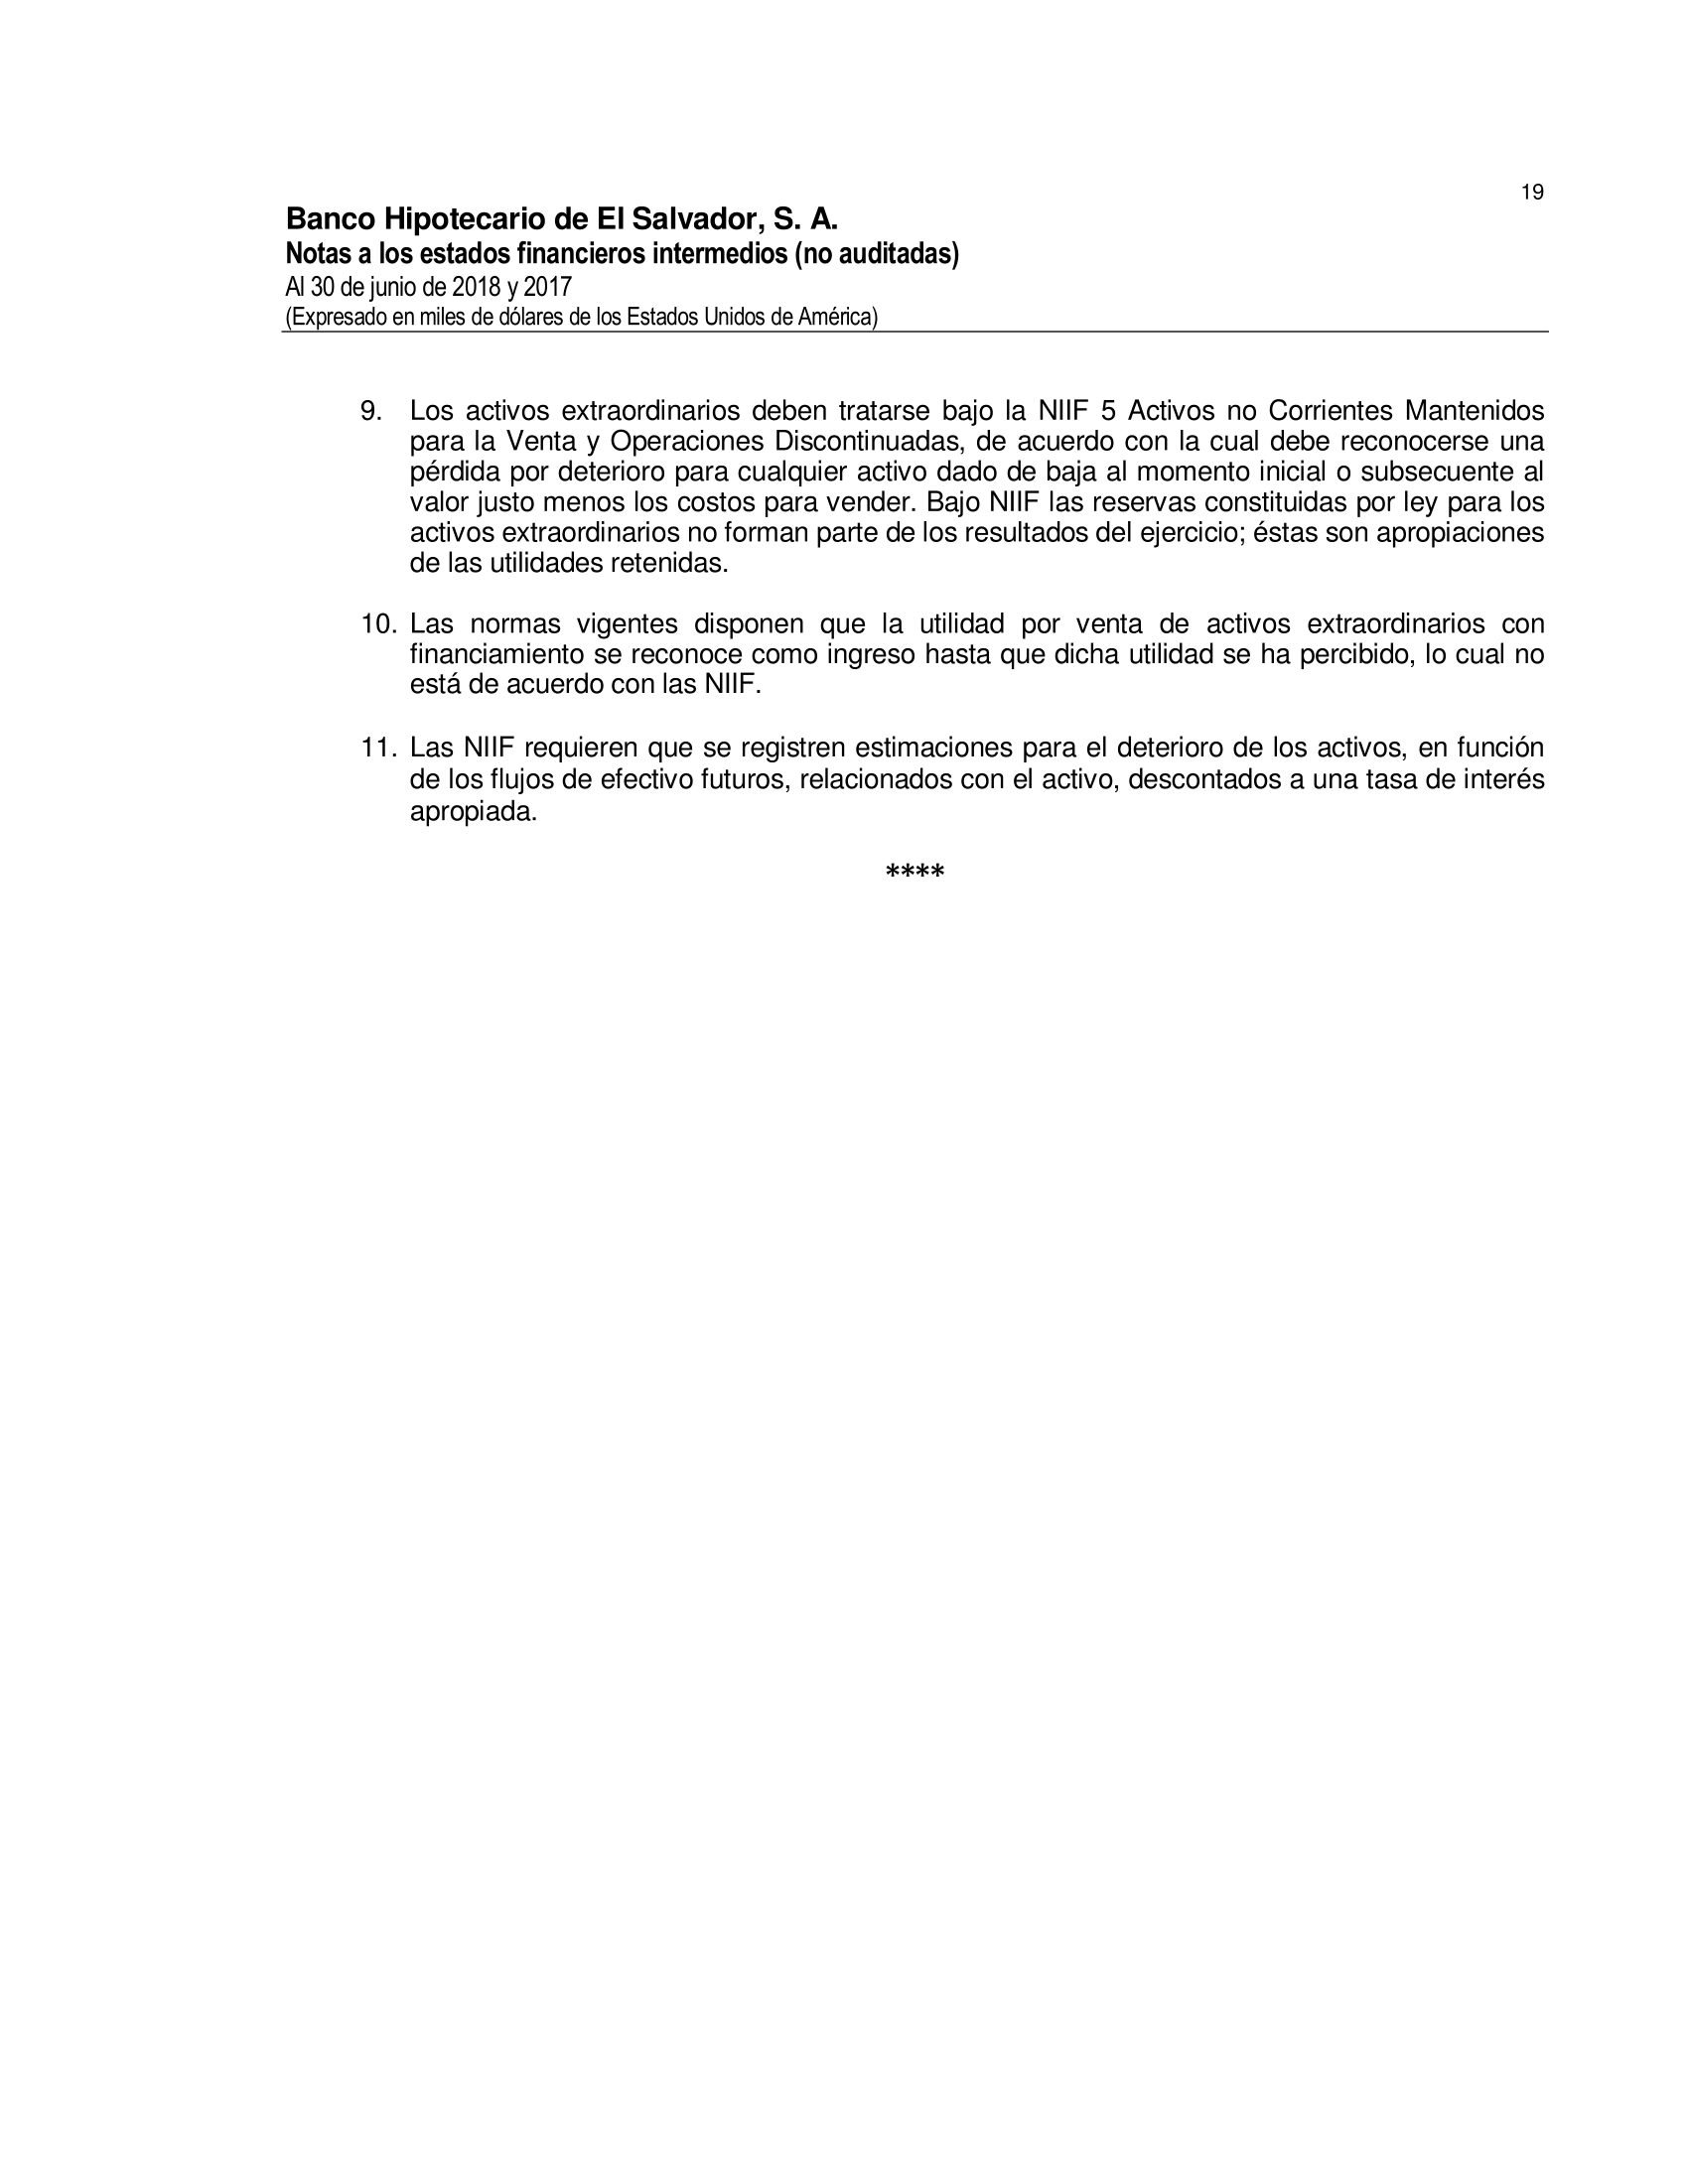 19
Banco Hipotecario de El Salvador, S. A.
Notas a los estados financieros intermedios (no auditadas)
Al 30 de junio de 2018 y 2017
(Expresado en miles de dólares de los Estados Unidos de América)
9. Los activos extraordinarios deben tratarse bajo la NIIF 5 Activos no Corrientes Mantenidos
para la Venta y Operaciones Discontinuadas, de acuerdo con la cual debe reconocerse una
pérdida por deterioro para cualquier activo dado de baja al momento inicial o subsecuente al
valor justo menos los costos para vender. Bajo NIIF las reservas constituidas por ley para los
activos extraordinarios no forman parte de los resultados del ejercicio; éstas son apropiaciones
de las utilidades retenidas.
10. Las normas vigentes disponen que la utilidad por venta de activos extraordinarios con
financiamiento se reconoce como ingreso hasta que dicha utilidad se ha percibido, lo cual no
está de acuerdo con las NIIF.
11. Las NIIF requieren que se registren estimaciones para el deterioro de los activos, en función
de los flujos de efectivo futuros, relacionados con el activo, descontados a una tasa de interés
apropiada.
****